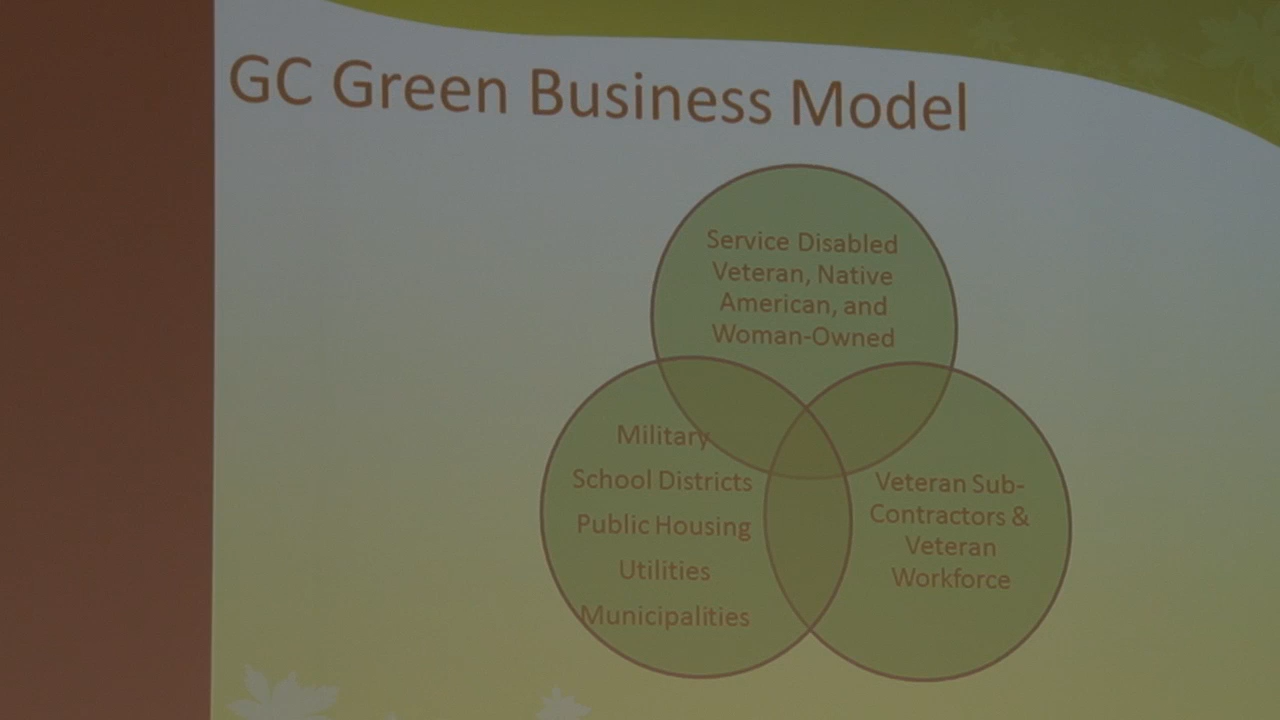 GC Green Business Model
Service Disabled
Veteran, Native
American, and
Woman-Owned
Military
School Districts
Public Housing
Utilities
Municipalities
Veteran Sub-
Contractors &
Veteran
Workforce